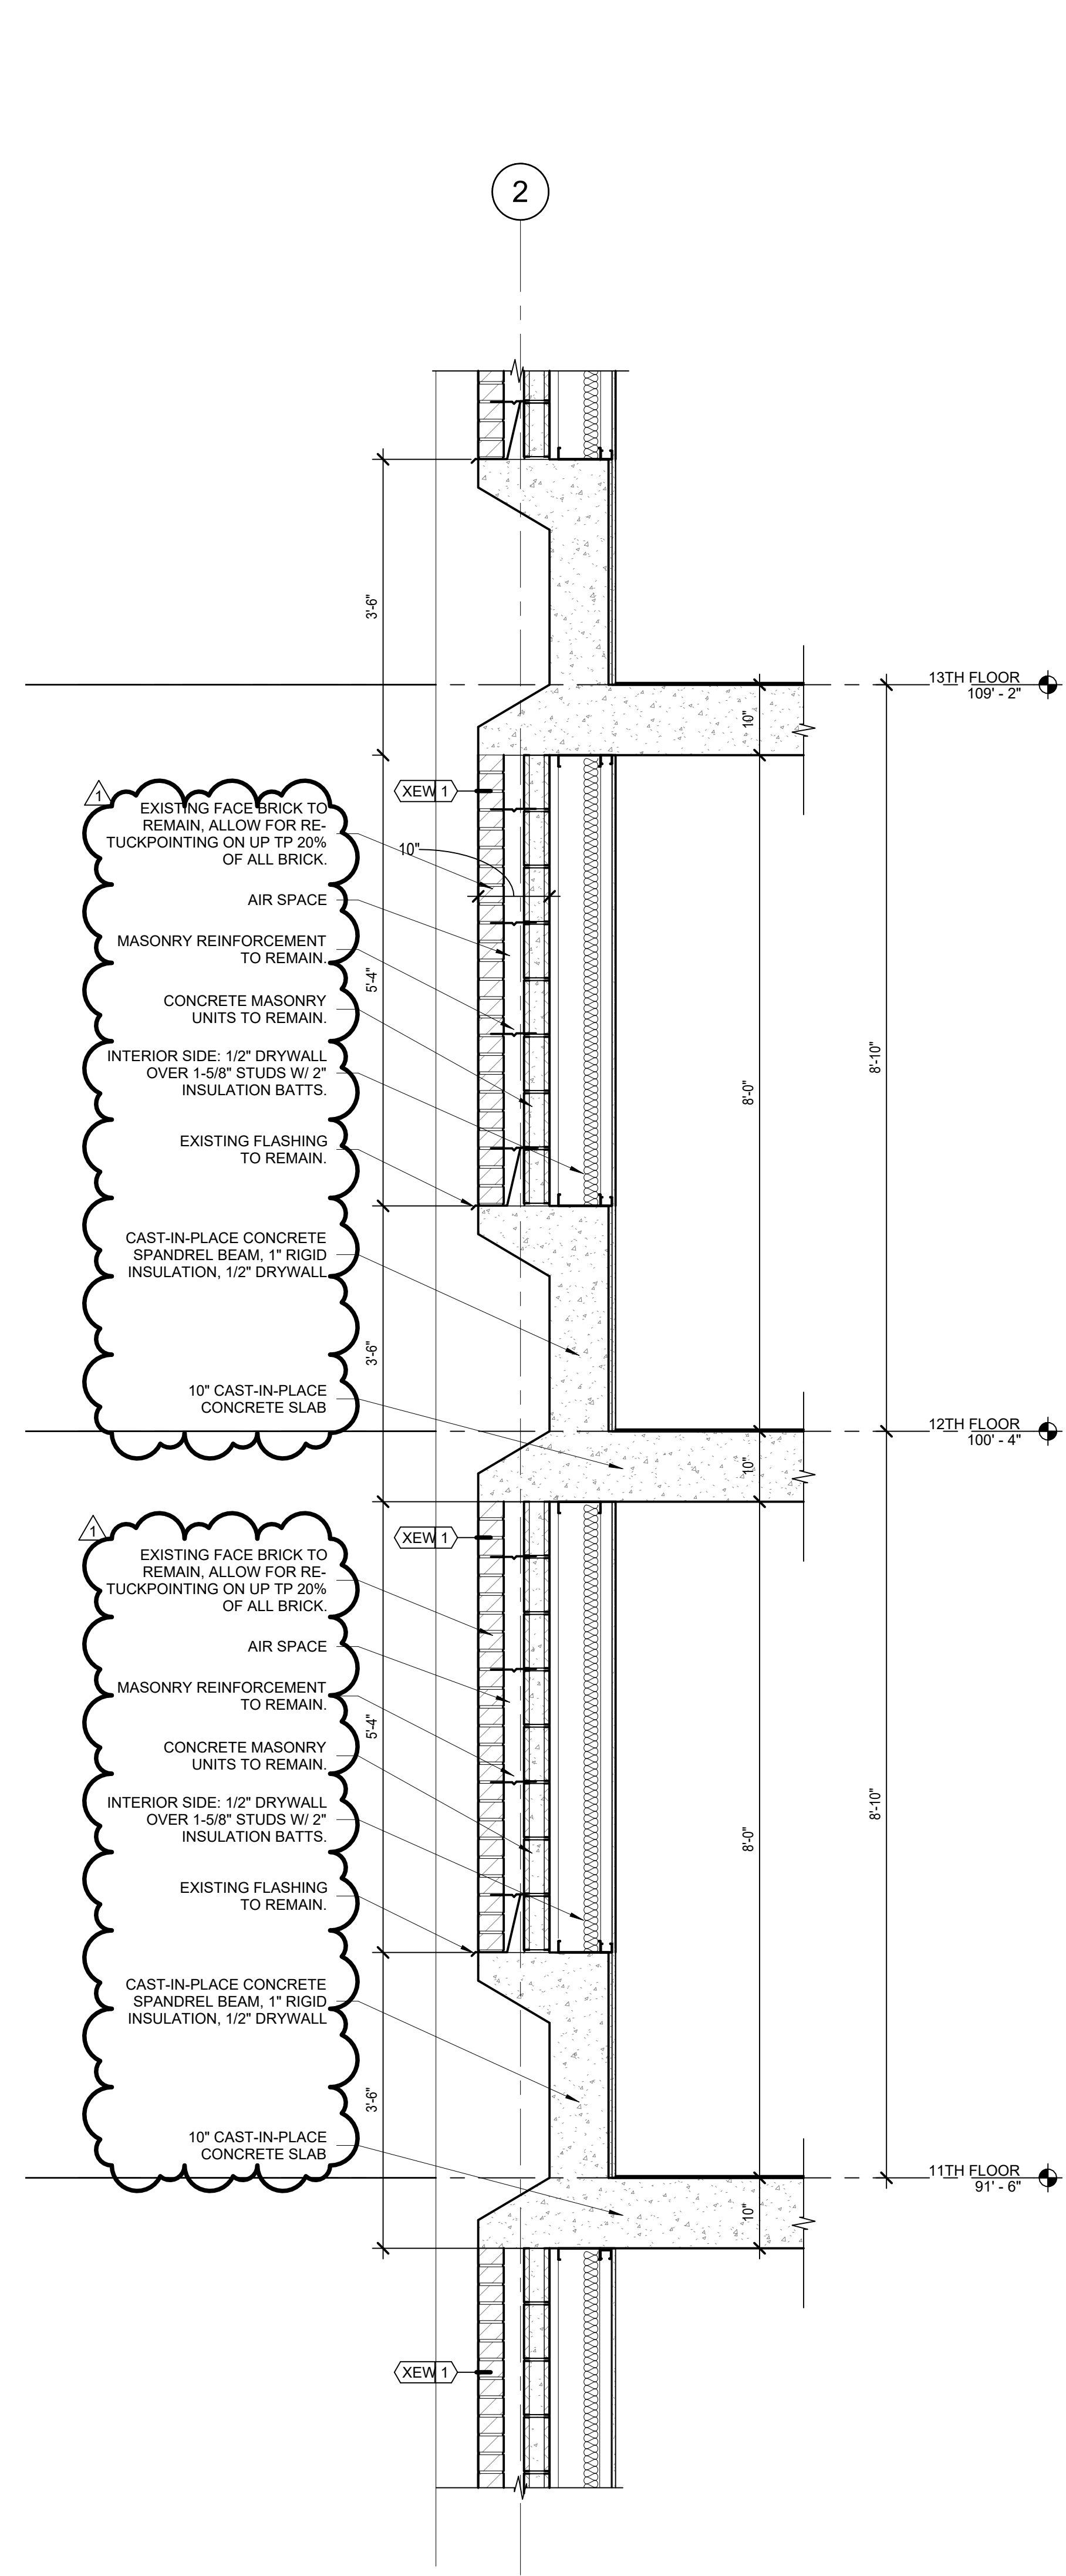 2
3'-6"
13TH FLOOR
109' - 2"
10"
1
XEW 1
EXISTING FACE BRICK TO
REMAIN, ALLOW FOR RE-
TUCKPOINTING ON UP TP 20%
OF ALL BRICK.
10"
AIR SPACE
MASONRY REINFORCEMENT
TO REMAIN.
5'-4"
CONCRETE MASONRY
UNITS TO REMAIN.
INTERIOR SIDE: 1/2" DRYWALL
OVER 1-5/8" STUDS W/ 2"
INSULATION BATTS.
8'-10"
8'-0"
EXISTING FLASHING
TO REMAIN.
CAST-IN-PLACE CONCRETE
SPANDREL BEAM, 1" RIGID
INSULATION, 1/2" DRYWALL
3'-6"
10" CAST-IN-PLACE
CONCRETE SLAB
12TH FLOOR
100' - 4"
10"
1
XEW 1
EXISTING FACE BRICK TO
REMAIN, ALLOW FOR RE-
TUCKPOINTING ON UP TP 20%
OF ALL BRICK.
AIR SPACE
MASONRY REINFORCEMENT
TO REMAIN.
5'-4"
CONCRETE MASONRY
UNITS TO REMAIN.
INTERIOR SIDE: 1/2" DRYWALL
OVER 1-5/8" STUDS W/ 2"
INSULATION BATTS.
8'-10"
8'-0"
EXISTING FLASHING
TO REMAIN.
CAST-IN-PLACE CONCRETE
SPANDREL BEAM, 1" RIGID
INSULATION, 1/2" DRYWALL
3'-6"
10" CAST-IN-PLACE
CONCRETE SLAB
11TH FLOOR
91' - 6"
10"
XEW 1